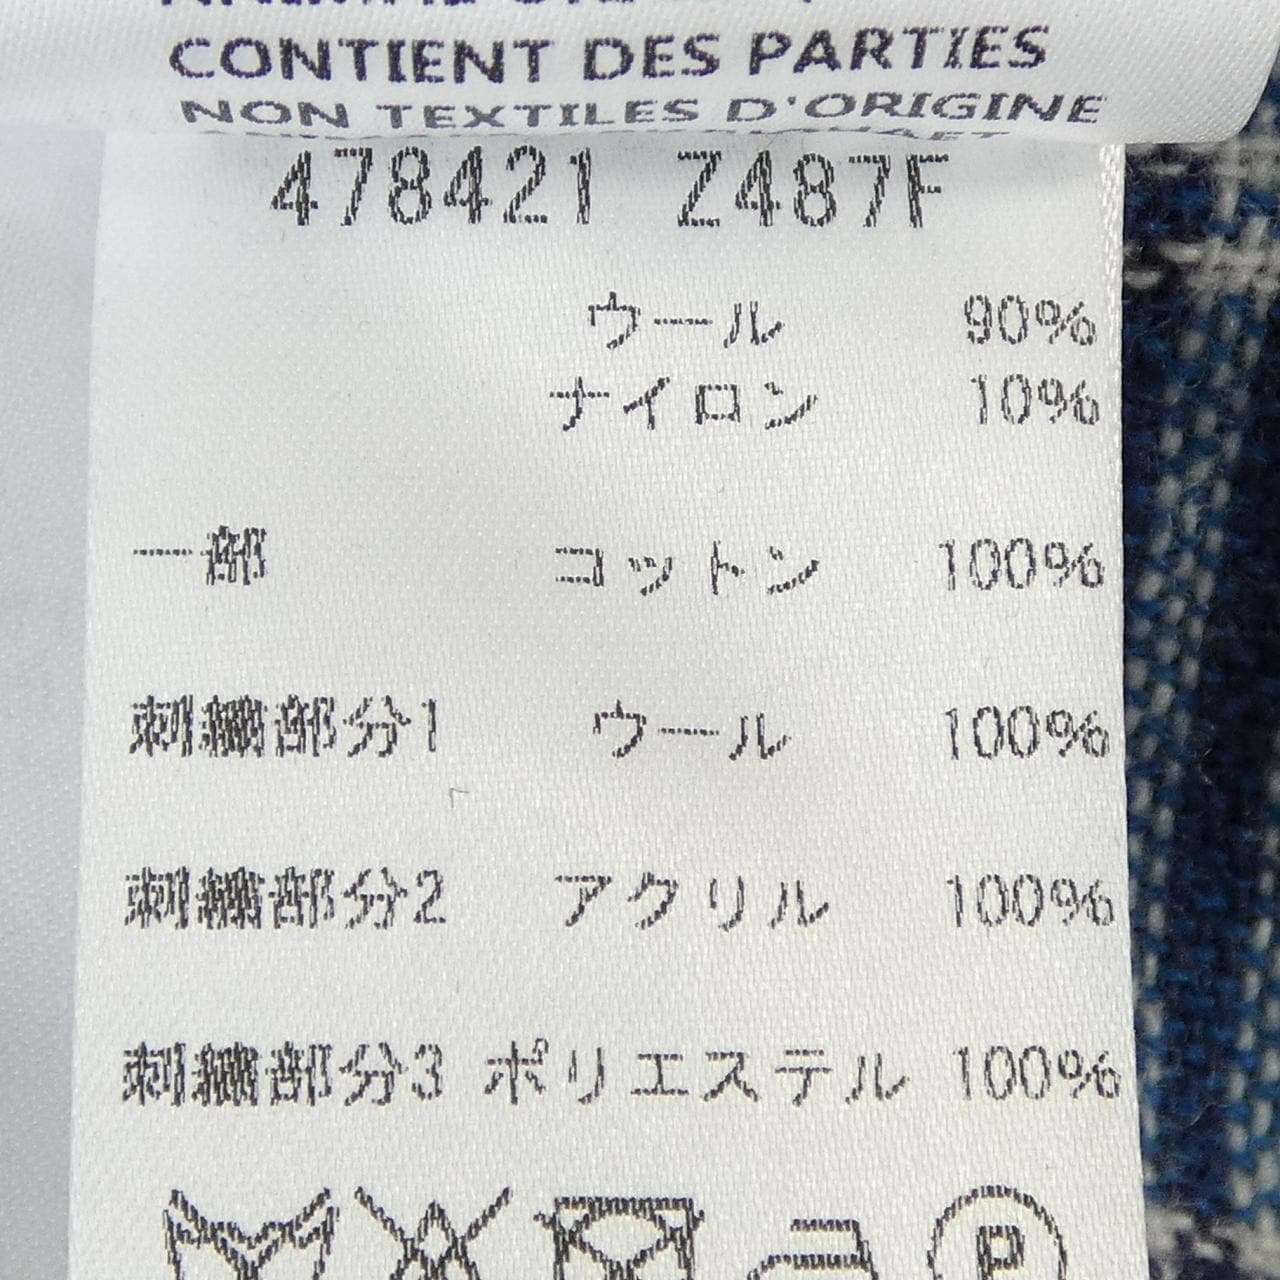 CONTIENT DES PARTIES
NON TEXTILES D'ORIGINE
478421 Z487F
ウール 90%
ナイロン 10%
一部 コットン 100%
刺繍部分1 ウール 100%
刺繍部分2 アクリル 100%
刺繍部分3 ポリエステル 100%
P